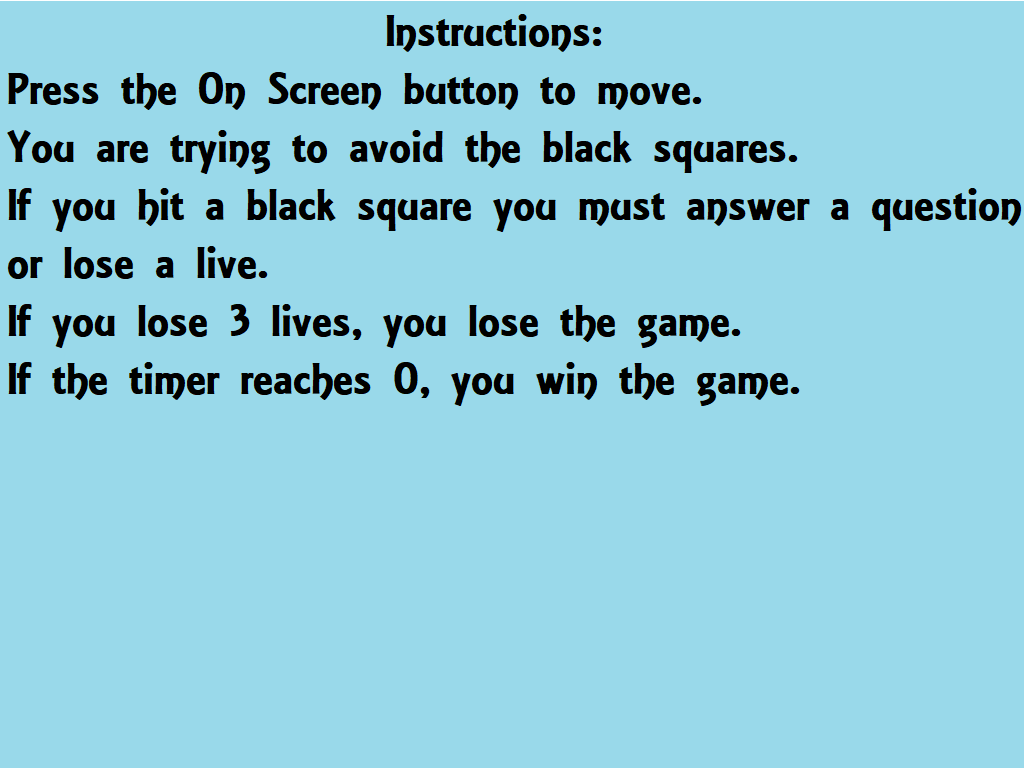 Instructions:
Press the On Screen button to move.
You are trying to avoid the black squares.
If you hit a black square you must answer a question
or lose a live.
If you lose 3 lives, you lose the game.
If the timer reaches 0, you win the game.